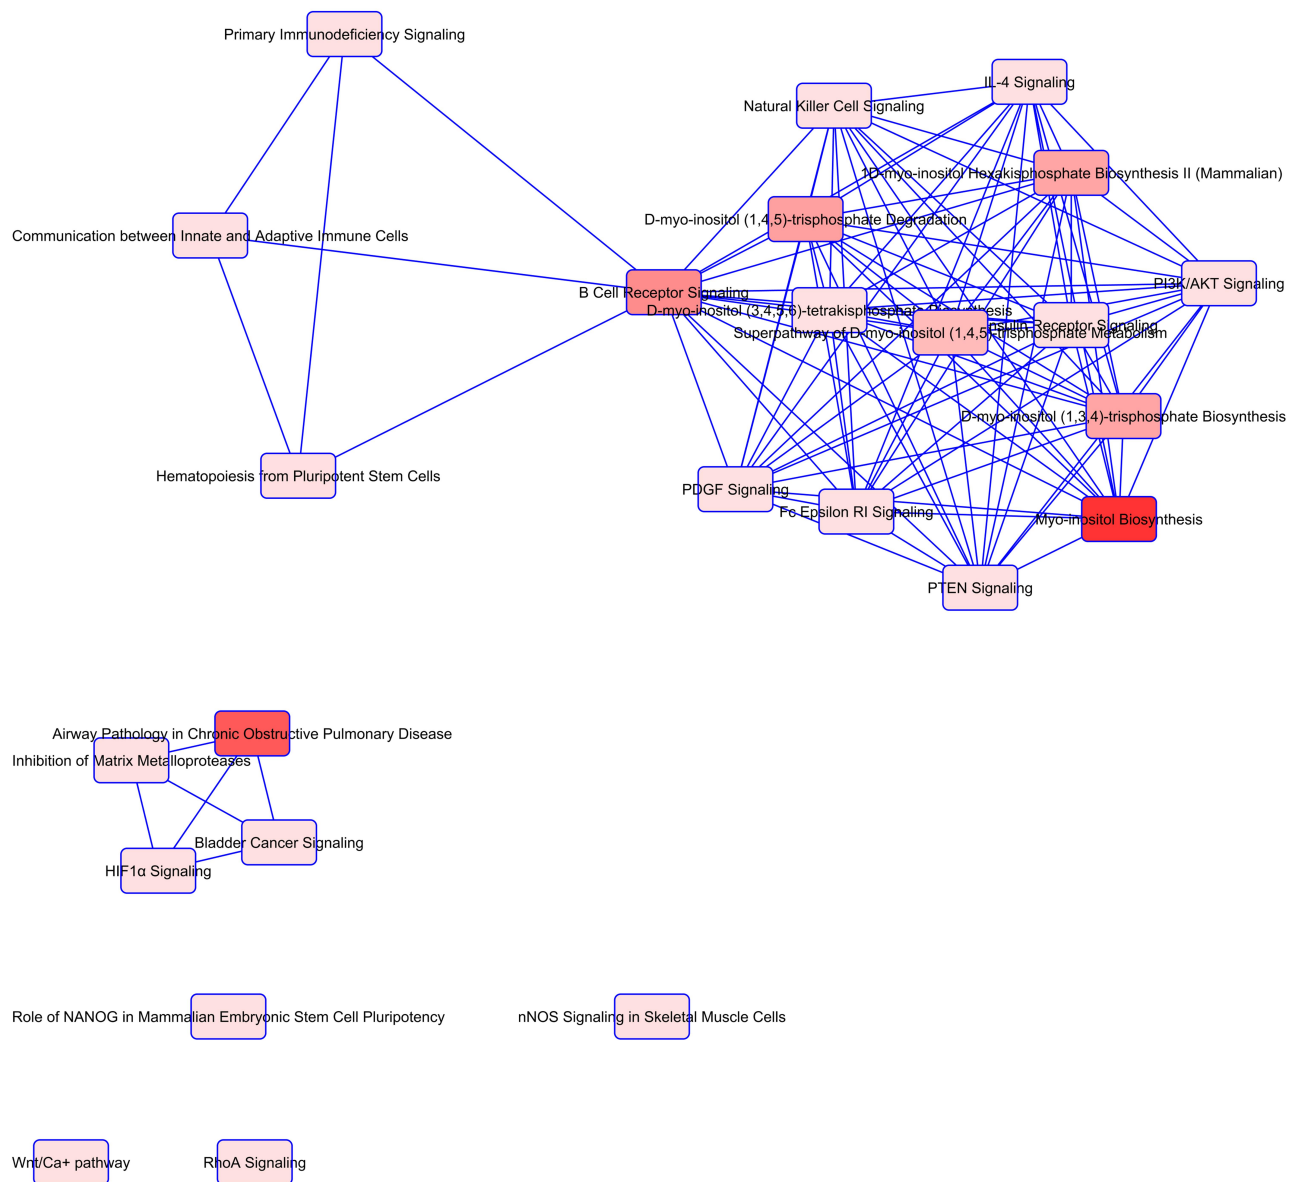 Primary Immunodeficiency Signaling
IL-4 Signaling
Natural Killer Cell Signaling
1D-myo-inositol Hexakisphosphate Biosynthesis II (Mammalian)
D-myo-inositol (1,4,5)-trisphosphate Degradation
Communication between Innate and Adaptive Immune Cells
PI3K/AKT Signaling
B Cell Receptor Signaling
D-myo-inositol (3,4,5,6)-tetrakisphosphate Biosynthesis
Insulin Receptor Signaling
Superpathway of D-myo-inositol (1,4,5)-trisphosphate Metabolism
D-myo-inositol (1,3,4)-trisphosphate Biosynthesis
Hematopoiesis from Pluripotent Stem Cells
PDGF Signaling
Fc Epsilon RI Signaling
Myo-inositol Biosynthesis
PTEN Signaling
Airway Pathology in Chronic Obstructive Pulmonary Disease
Inhibition of Matrix Metalloproteases
Bladder Cancer Signaling
HIF1α Signaling
Role of NANOG in Mammalian Embryonic Stem Cell Pluripotency
nNOS Signaling in Skeletal Muscle Cells
Wnt/Ca+ pathway
RhoA Signaling